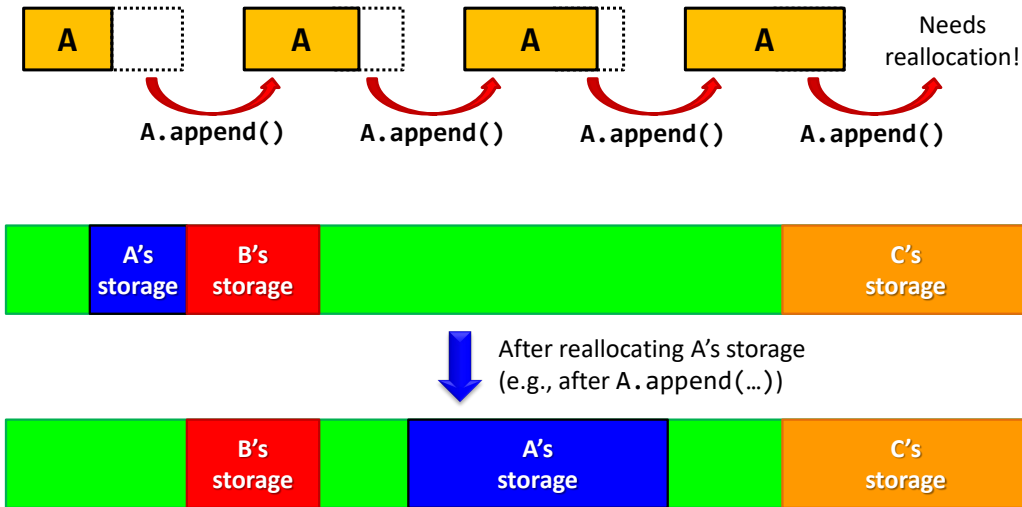 A
A
A
A
Needs
reallocation!
A.append()
A.append()
A.append()
A.append()
A's
storage
B's
storage
C's
storage
After reallocating A's storage
(e.g., after A.append(…))
B's
storage
A's
storage
C's
storage